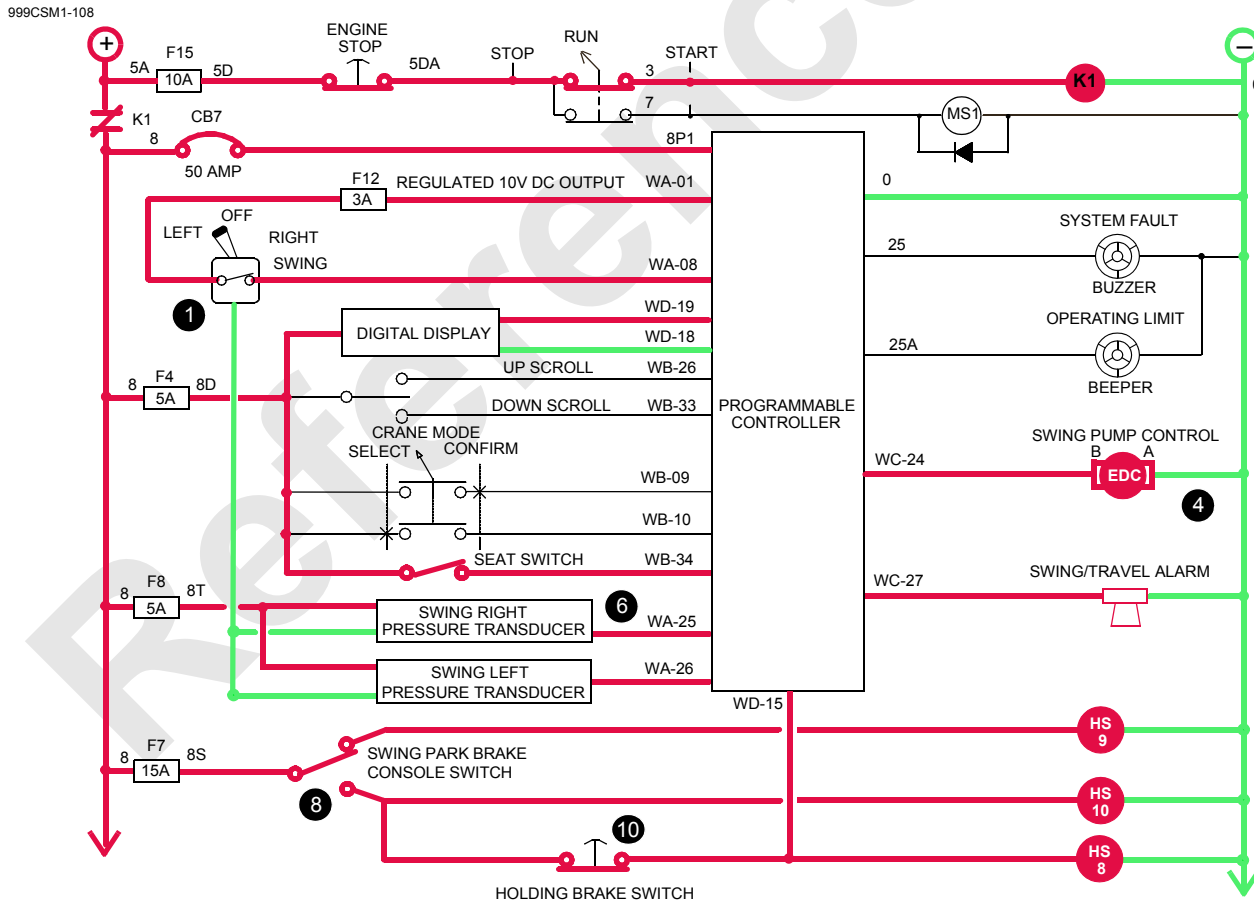 999CSM1-108
+
5A
F15
10A
5D
ENGINE
STOP
5DA
STOP
RUN
3
START
K1
−
7
MS1
K1
8
CB7
50 AMP
8P1
F12
3A
REGULATED 10V DC OUTPUT
WA-01
0
LEFT
OFF
RIGHT
SWING
WA-08
1
25
SYSTEM FAULT
BUZZER
DIGITAL DISPLAY
WD-19
WD-18
OPERATING LIMIT
25A
BEEPER
8
F4
5A
8D
UP SCROLL
WB-26
DOWN SCROLL
WB-33
PROGRAMMABLE
CONTROLLER
CRANE MODE
SELECT
CONFIRM
WB-09
WB-10
SWING PUMP CONTROL
B
A
WC-24
[ EDC ]
4
SEAT SWITCH
WB-34
WC-27
SWING/TRAVEL ALARM
8
F8
5A
8T
SWING RIGHT
PRESSURE TRANSDUCER
6
WA-25
SWING LEFT
PRESSURE TRANSDUCER
WA-26
WD-15
8
F7
15A
8S
SWING PARK BRAKE
CONSOLE SWITCH
8
HS
9
HS
10
10
HS
8
HOLDING BRAKE SWITCH
Reference